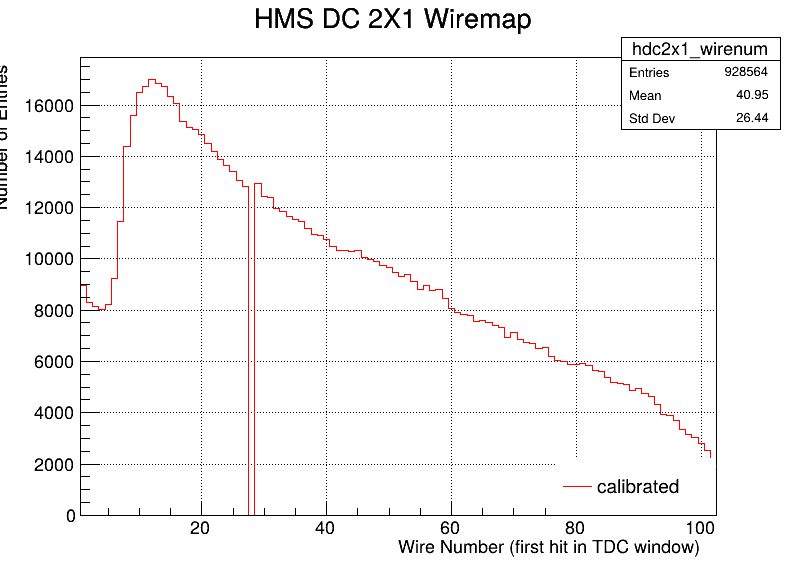 HMS DC 2X1 Wiremap
hdc2x1_wirenum
Entries 928564
Mean 40.95
Std Dev 26.44
Number of Entries
16000
14000
12000
10000
8000
6000
4000
2000
0
calibrated
20 40 60 80 100
Wire Number (first hit in TDC window)